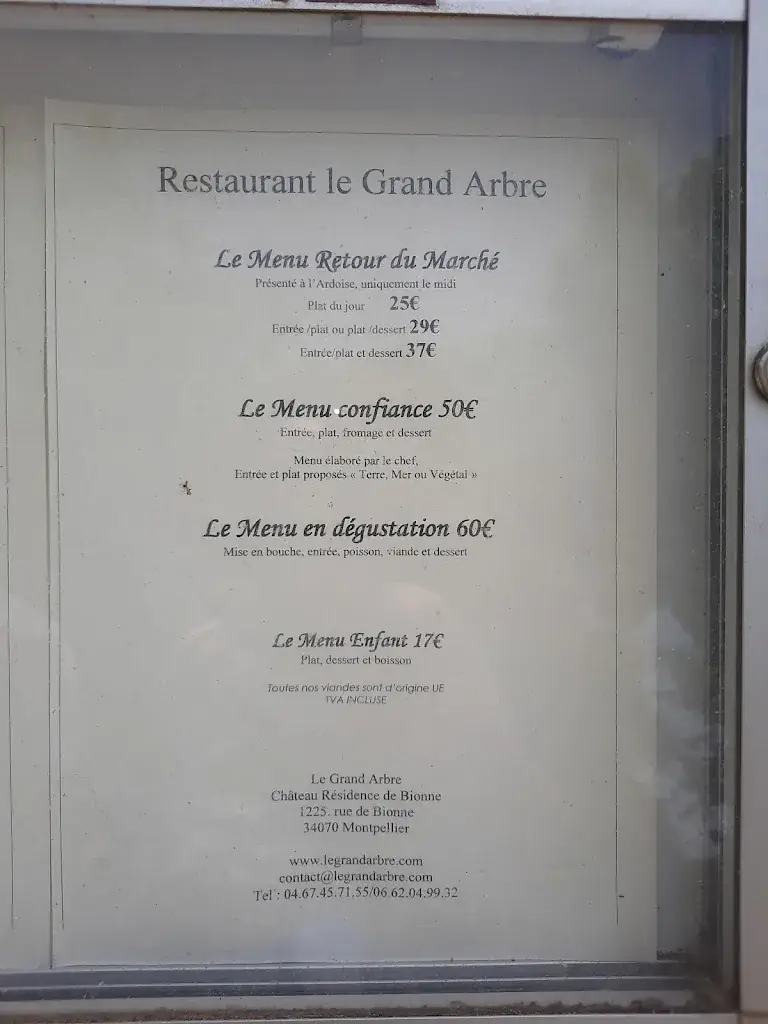 Restaurant le Grand Arbre
Le Menu Retour du Marché
Présenté à l'Ardoise, uniquement le midi
Plat du jour 25€
Entrée /plat ou plat /dessert 29€
Entrée/plat et dessert 37€
Le Menu confiance 50€
Entrée, plat, fromage et dessert
Menu élaboré par le chef,
Entrée et plat proposés « Terre, Mer ou Végétal »
Le Menu en dégustation 60€
Mise en bouche, entrée, poisson, viande et dessert
Le Menu Enfant 17€
Plat, dessert et boisson
Toutes nos viandes sont d'origine UE
TVA INCLUSE
Le Grand Arbre
Château Résidence de Bionne
1225. rue de Bionne
34070 Montpellier
www.legrandarbre.com
contact@legrandarbre.com
Tel : 04.67.45.71.55/06.62.04.99.32